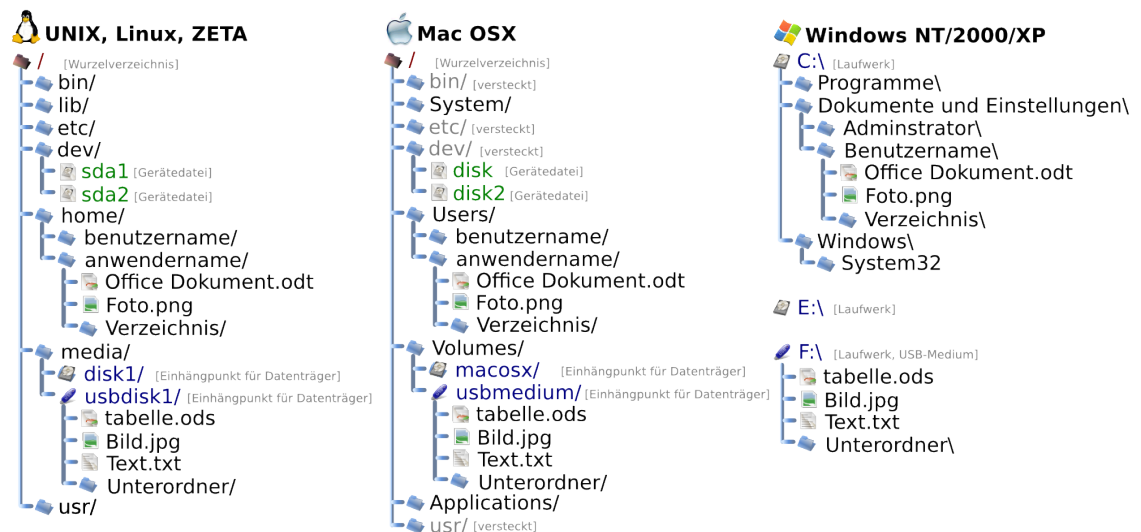 UNIX, Linux, ZETA
/ [Wurzelverzeichnis]
bin/
lib/
etc/
dev/
sda1 [Gerätedatei]
sda2 [Gerätedatei]
home/
benutzername/
anwendername/
Office Dokument.odt
Foto.png
Verzeichnis/
media/
disk1/ [Einhängpunkt für Datenträger]
usbdisk1/ [Einhängpunkt für Datenträger]
tabelle.ods
Bild.jpg
Text.txt
Unterordner/
usr/
Mac OSX
/ [Wurzelverzeichnis]
bin/ [versteckt]
System/
etc/ [versteckt]
dev/ [versteckt]
disk [Gerätedatei]
disk2 [Gerätedatei]
Users/
benutzername/
anwendername/
Office Dokument.odt
Foto.png
Verzeichnis/
Volumes/
macosx/ [Einhängpunkt für Datenträger]
usbmedium/ [Einhängpunkt für Datenträger]
tabelle.ods
Bild.jpg
Text.txt
Unterordner/
Applications/
usr/ [versteckt]
Windows NT/2000/XP
C:\ [Laufwerk]
Programme\
Dokumente und Einstellungen\
Adminstrator\
Benutzername\
Office Dokument.odt
Foto.png
Verzeichnis\
Windows\
System32
E:\ [Laufwerk]
F:\ [Laufwerk, USB-Medium]
tabelle.ods
Bild.jpg
Text.txt
Unterordner\